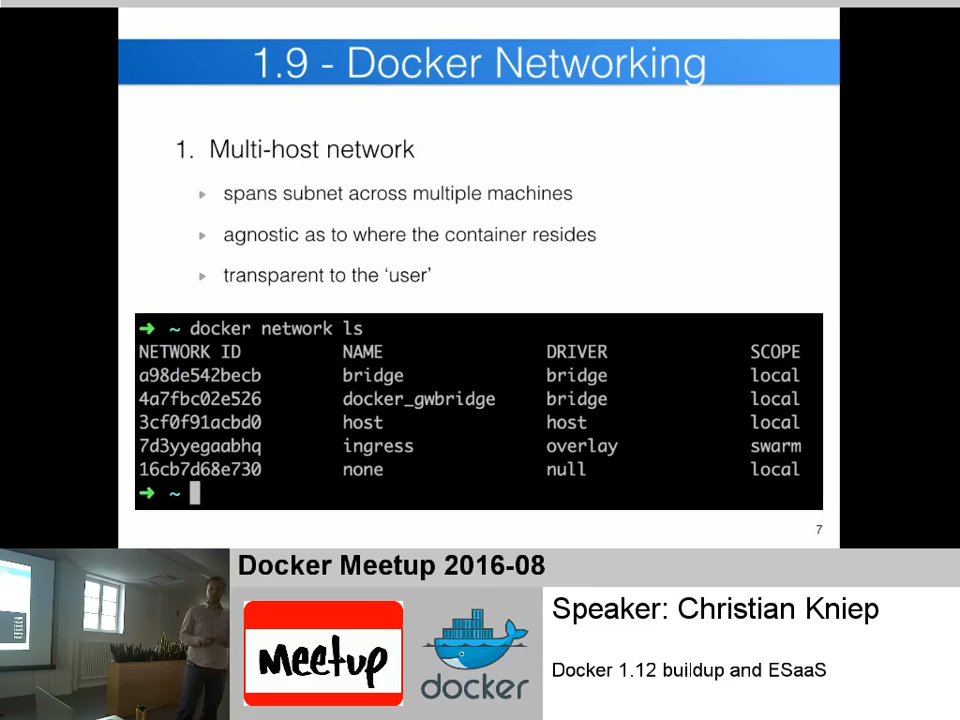 1.9 - Docker Networking
1. Multi-host network
spans subnet across multiple machines
agnostic as to where the container resides
transparent to the ‘user’
➜ ~ docker network ls
NETWORK ID NAME DRIVER SCOPE
a98de542becb bridge bridge local
4a7fbc02e526 docker_gwbridge bridge local
3cf0f91acbd0 host host local
7d3yyegaabhq ingress overlay swarm
16cb7d68e730 none null local
➜ ~
7
Docker Meetup 2016-08
Meetup
docker
Speaker: Christian Kniep
Docker 1.12 buildup and ESaaS